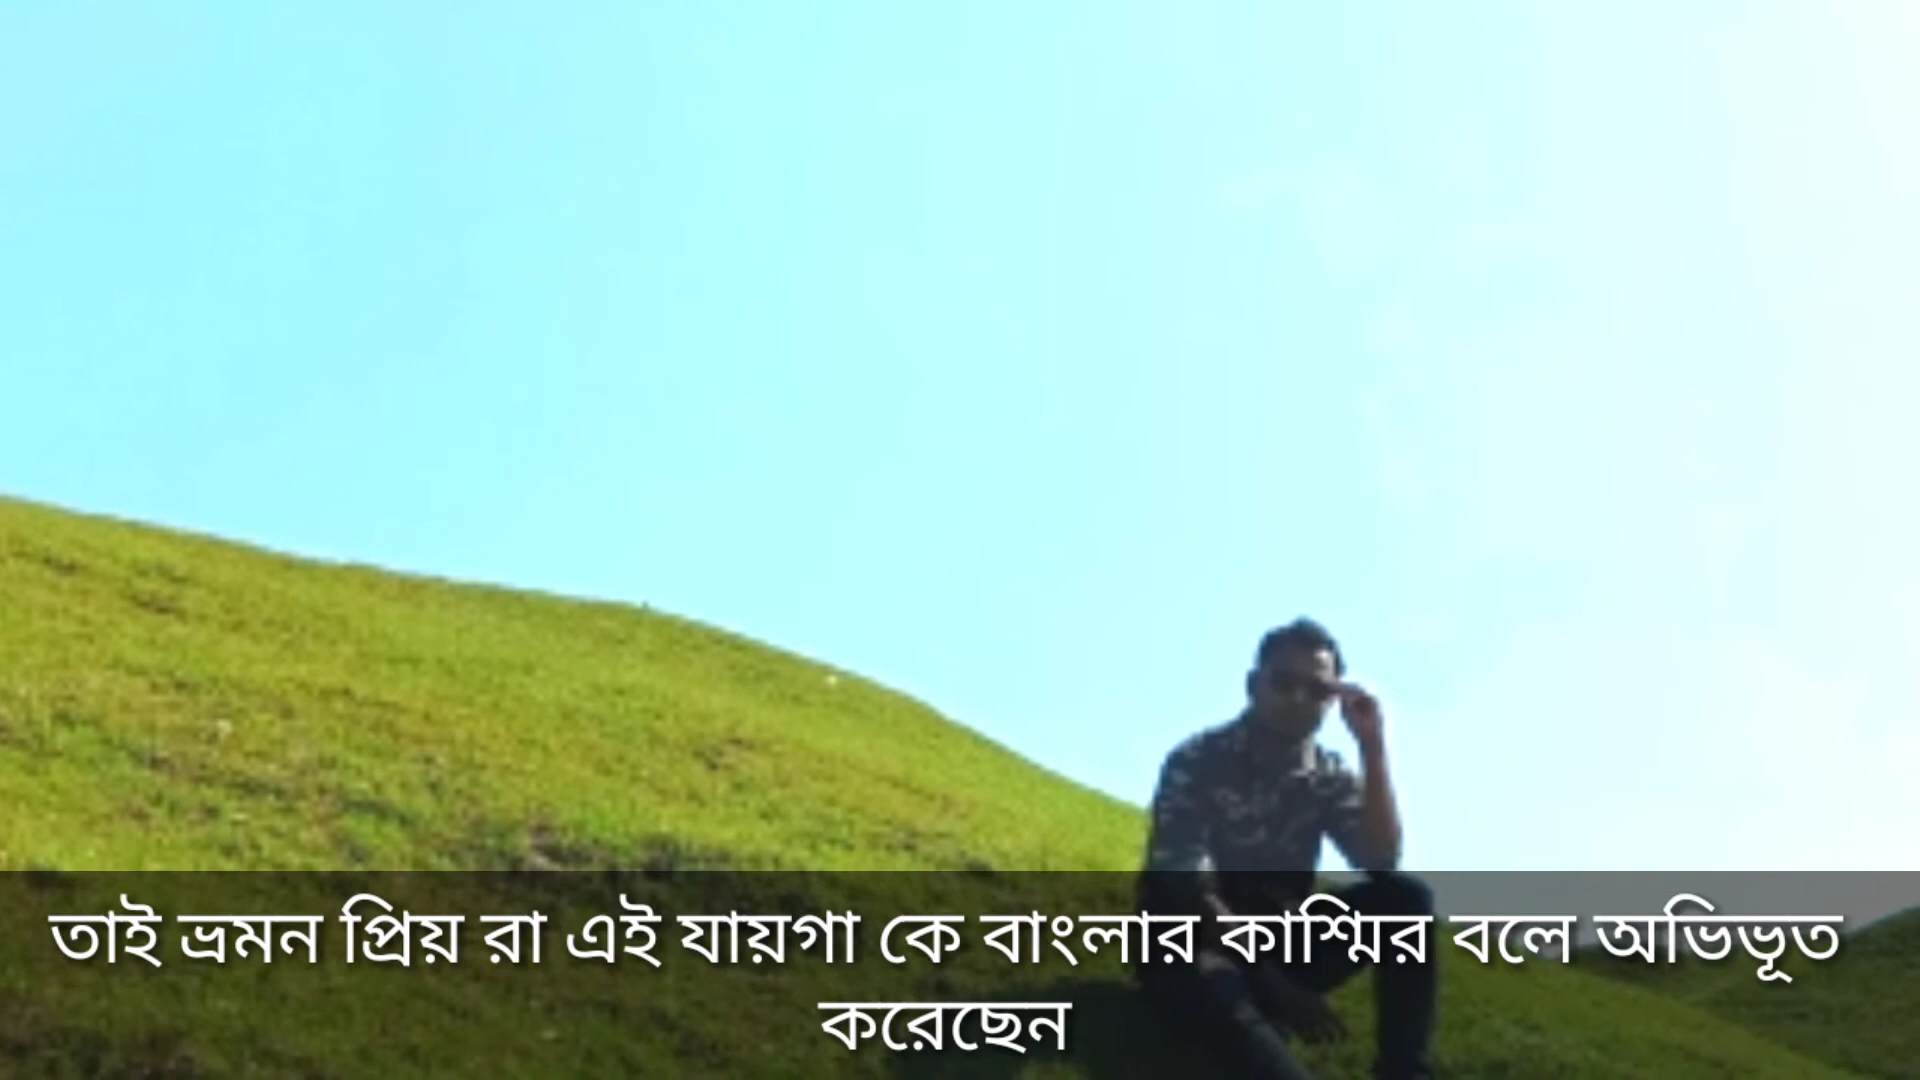 তাই ভ্রমন প্রিয় রা এই যায়গা কে বাংলার কাশ্মির বলে অভিভূত
করেছেন